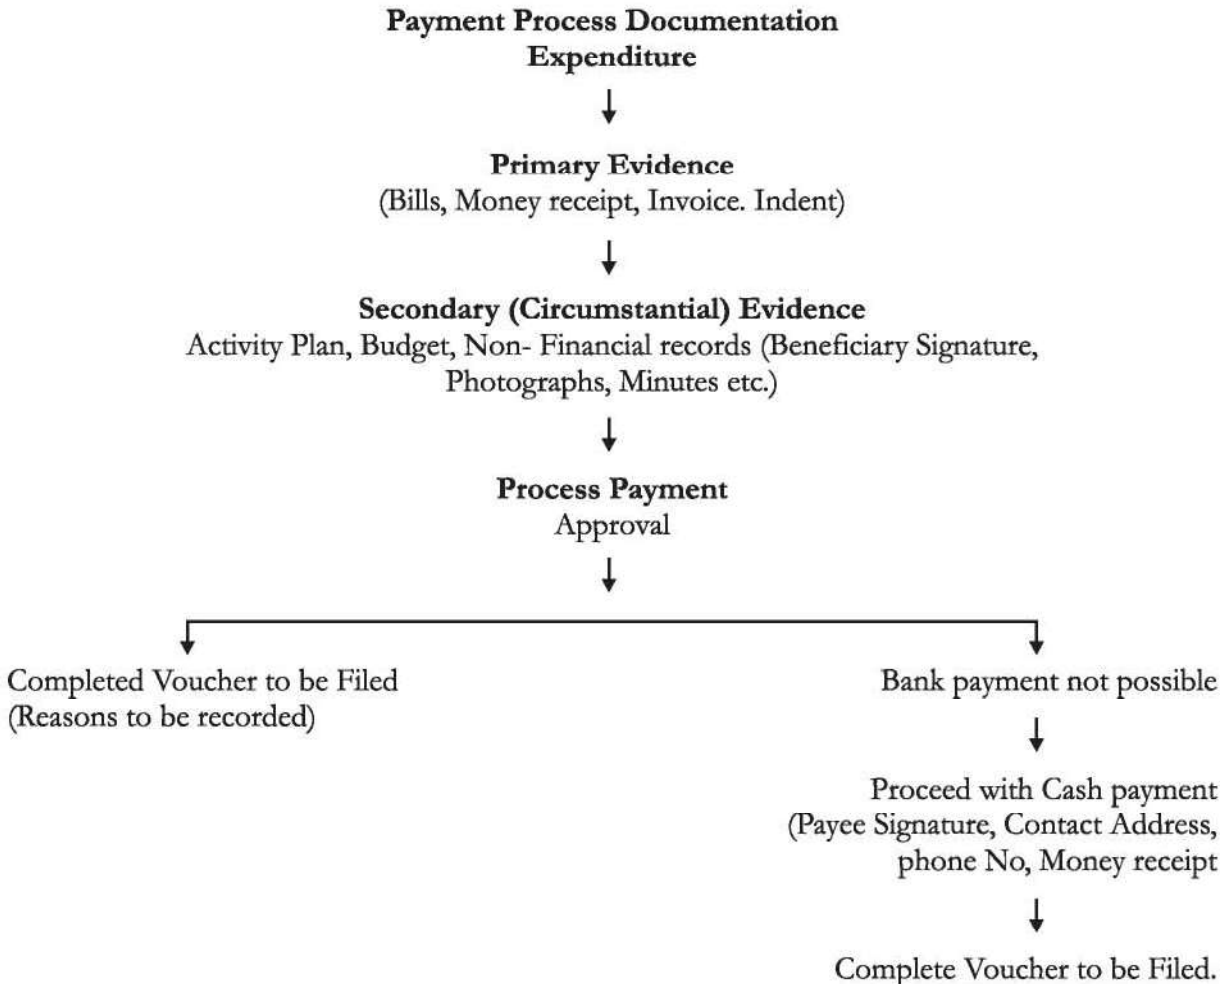 Payment Process Documentation
Expenditure
Primary Evidence
(Bills, Money receipt, Invoice. Indent)
Secondary (Circumstantial) Evidence
Activity Plan, Budget, Non- Financial records (Beneficiary Signature,
Photographs, Minutes etc.)
Process Payment
Approval
Completed Voucher to be Filed
(Reasons to be recorded)
Bank payment not possible
Proceed with Cash payment
(Payee Signature, Contact Address,
phone No, Money receipt
Complete Voucher to be Filed.